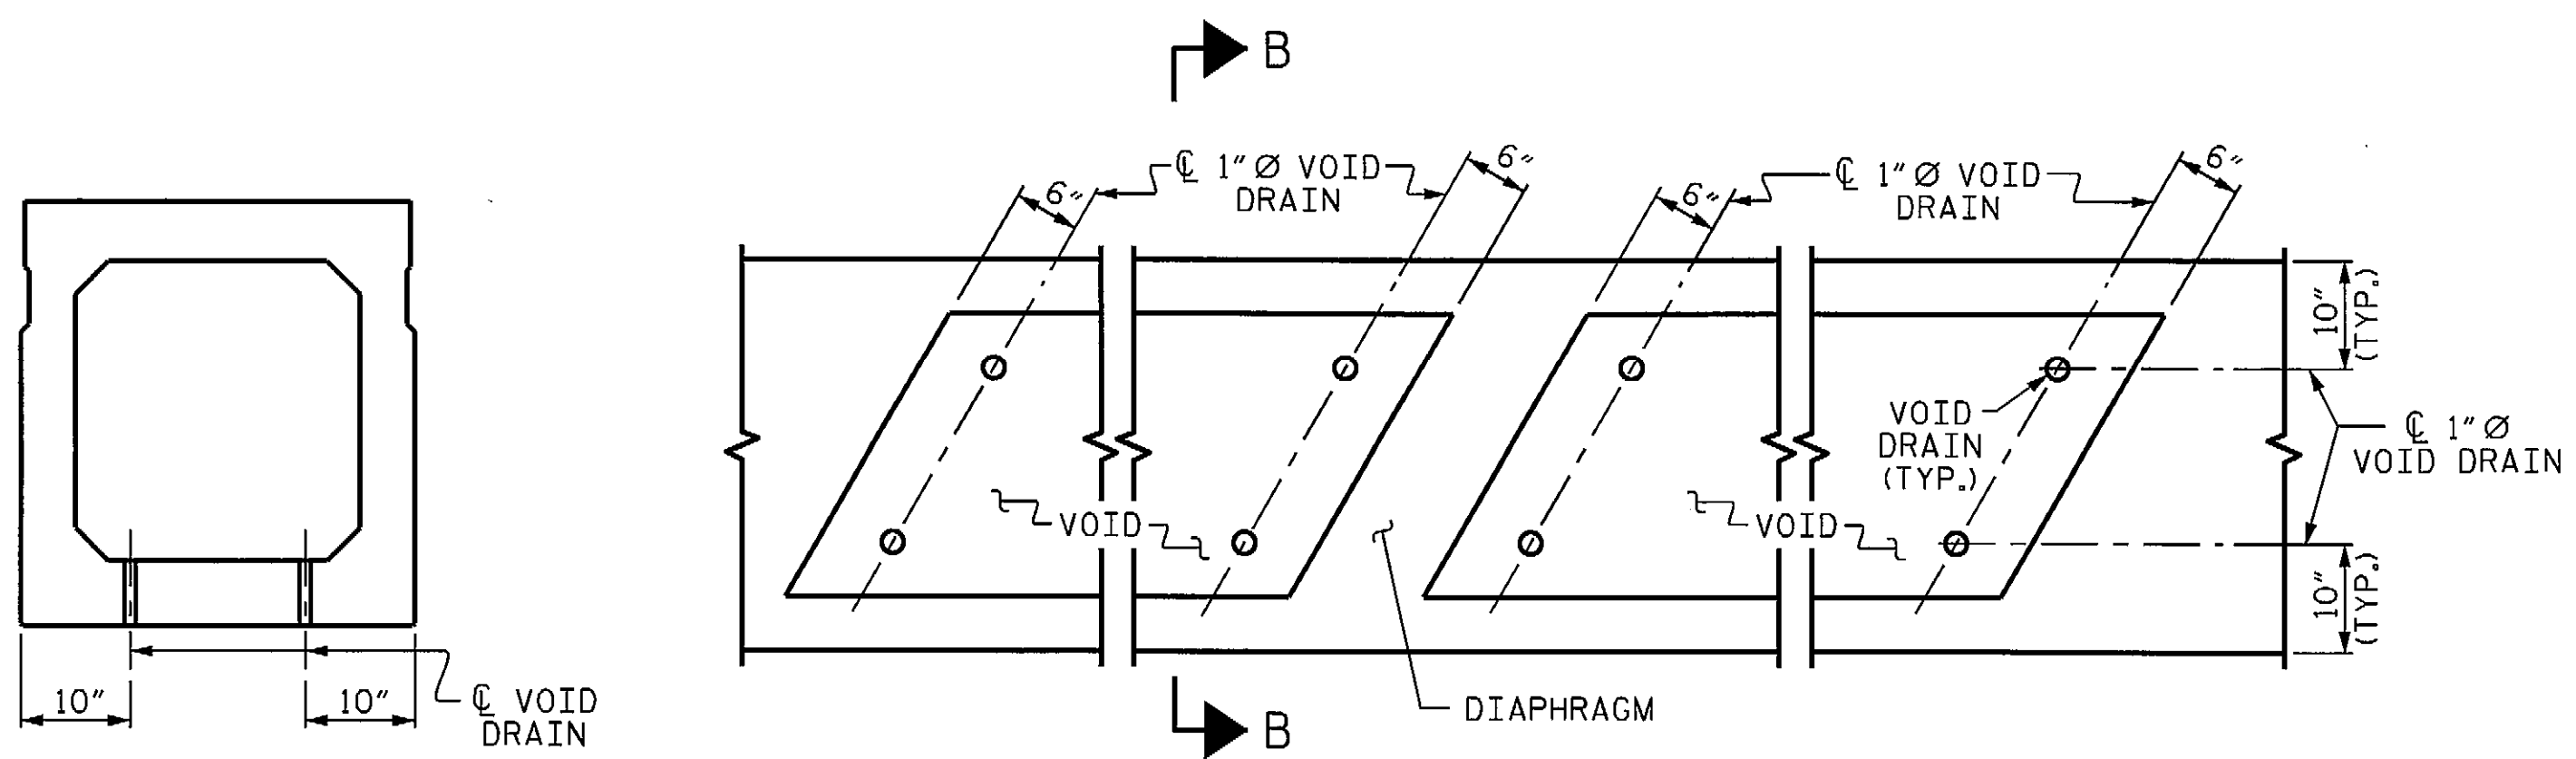 B
℄ 1" Ø VOID
DRAIN
6"
6"
℄ 1" Ø VOID
DRAIN
6"
6"
10"
(TYP.)
VOID
DRAIN
(TYP.)
℄ 1" Ø
VOID DRAIN
VOID
VOID
10"
(TYP.)
10"
10"
℄ VOID
DRAIN
DIAPHRAGM
B